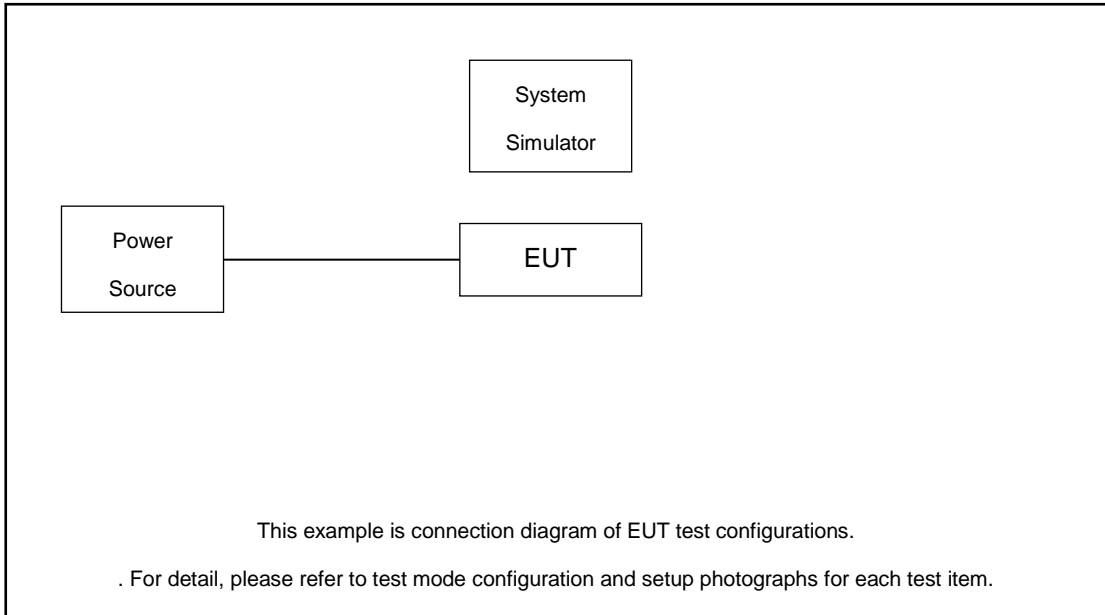 System
Simulator
Power
Source
EUT
This example is connection diagram of EUT test configurations.
. For detail, please refer to test mode configuration and setup photographs for each test item.